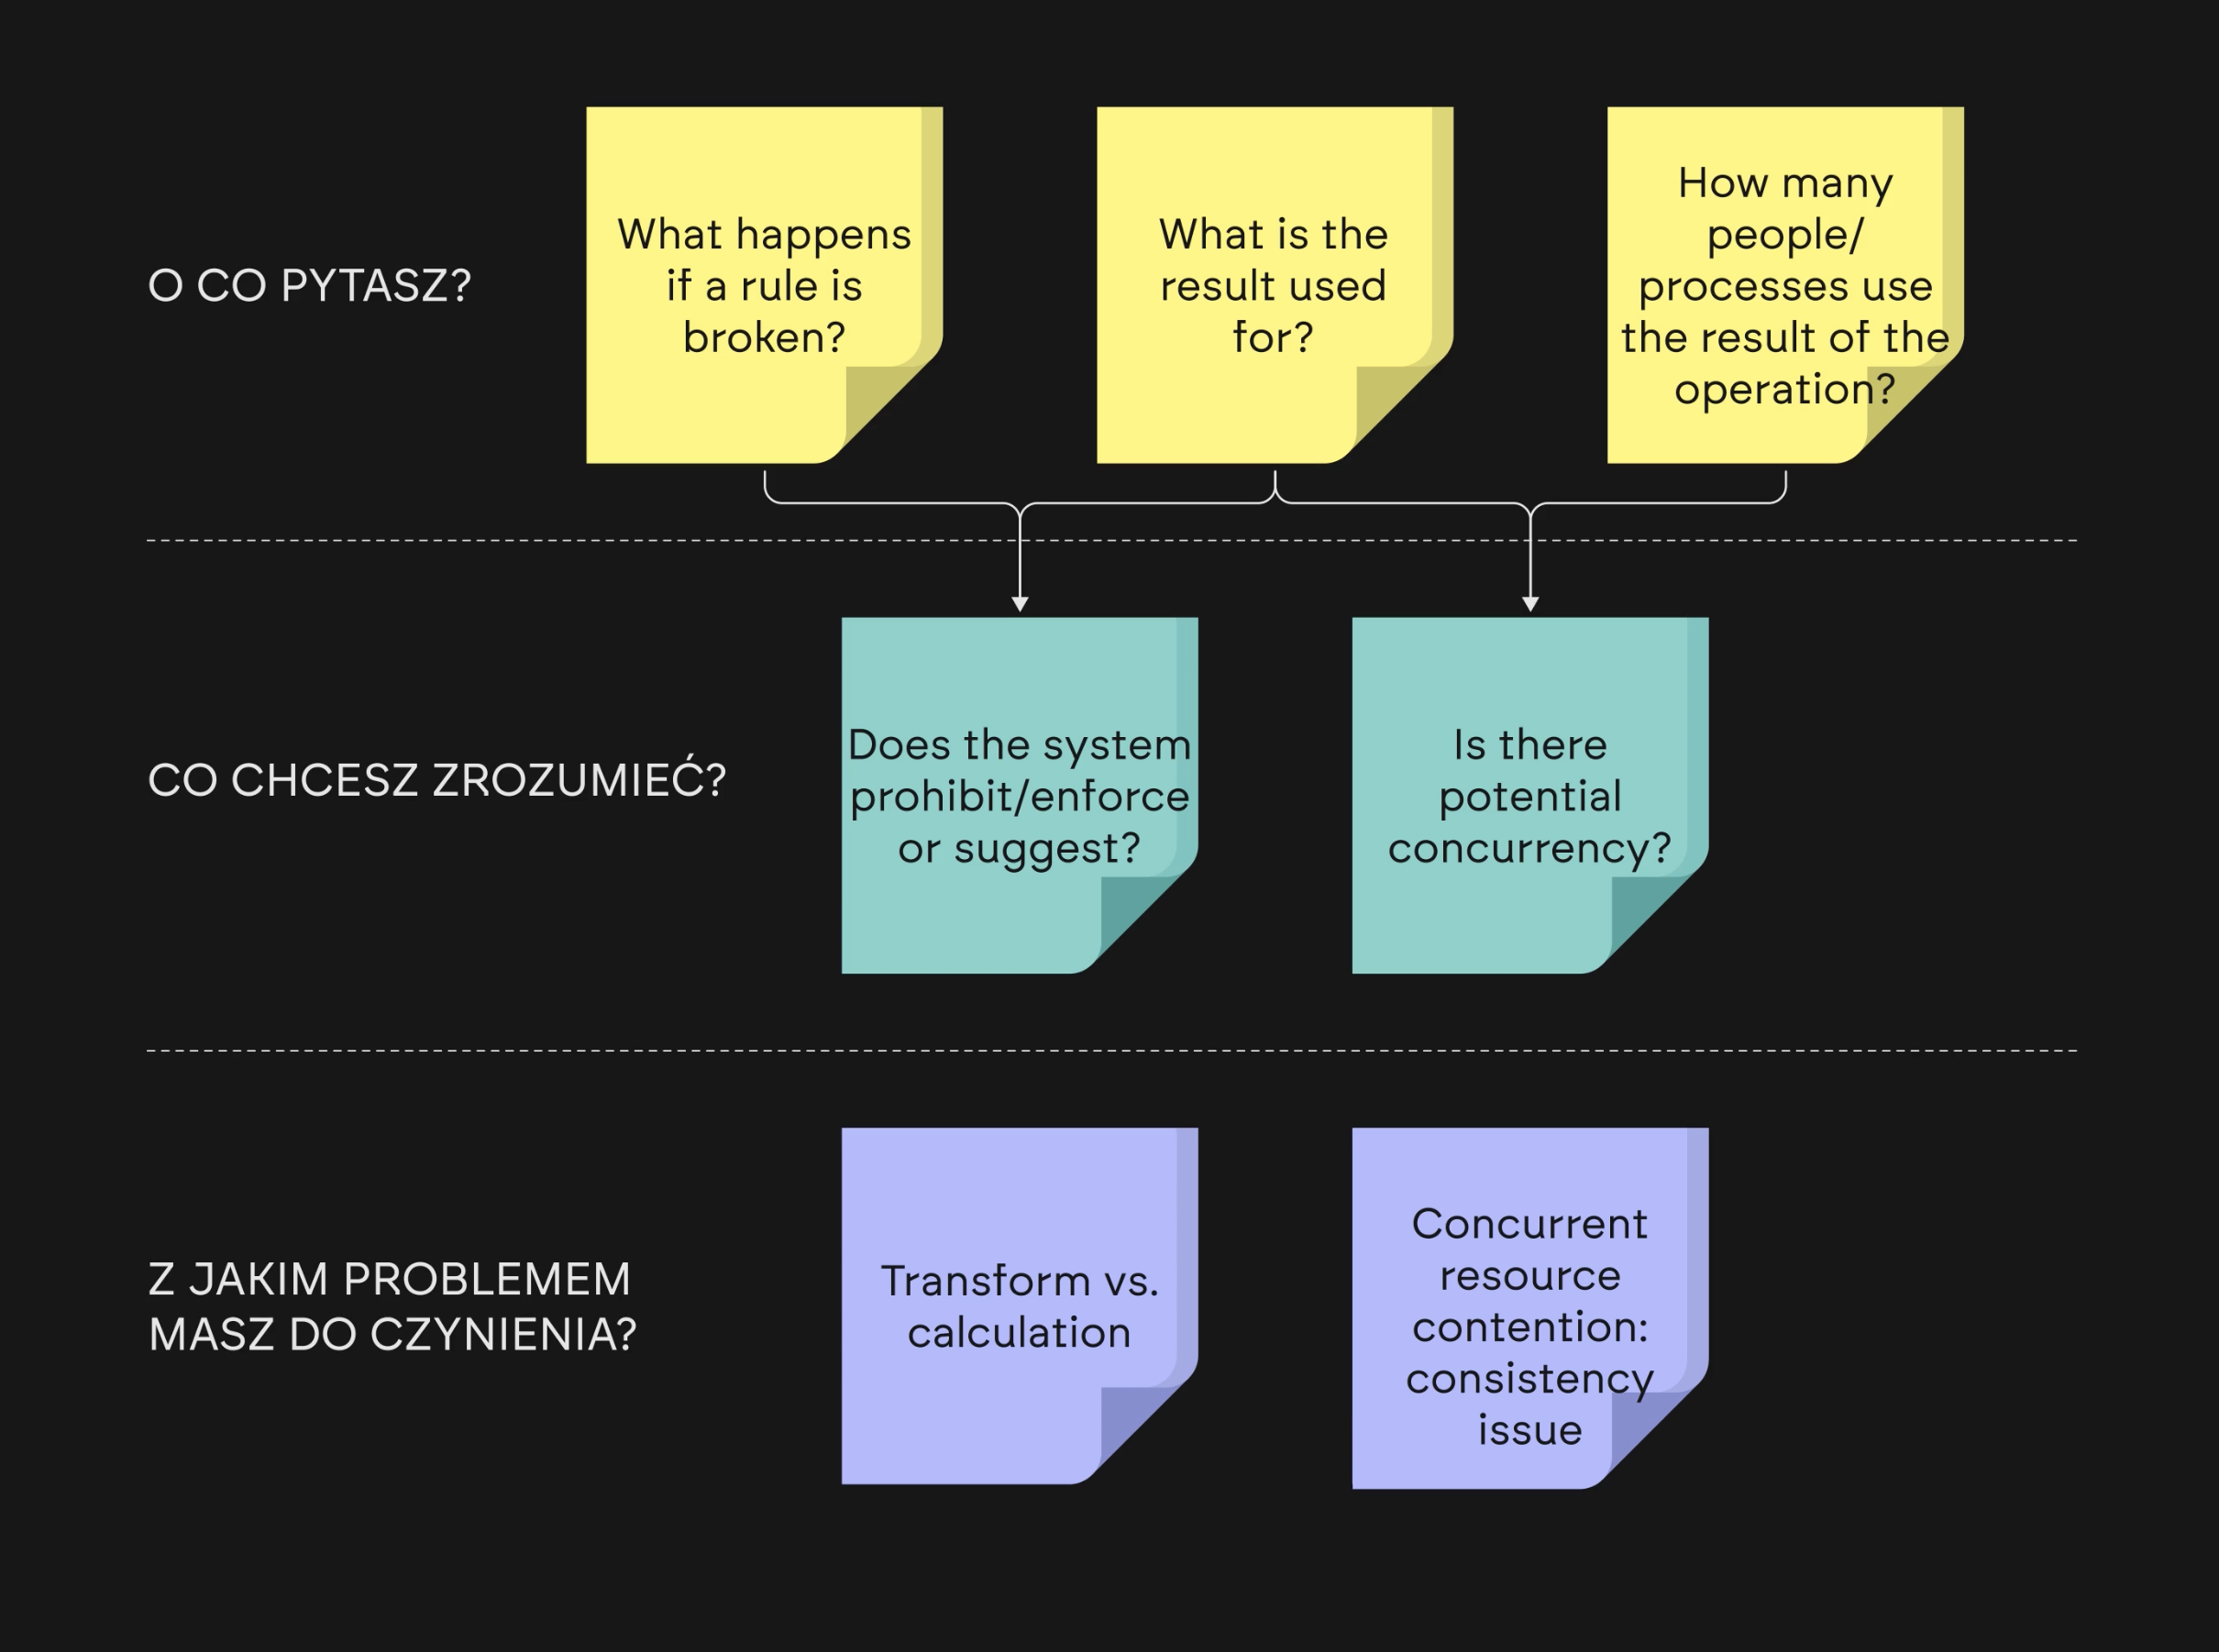 O CO PYTASZ?
What happens
if a rule is
broken?
What is the
result used
for?
How many
people/
processes use
the result of the
operation?
CO CHCESZ ZROZUMIEĆ?
Does the system
prohibit/enforce
or suggest?
Is there
potential
concurrency?
Z JAKIM PROBLEMEM
MASZ DO CZYNIENIA?
Transform vs.
calculation
Concurrent
resource
contention:
consistency
issue